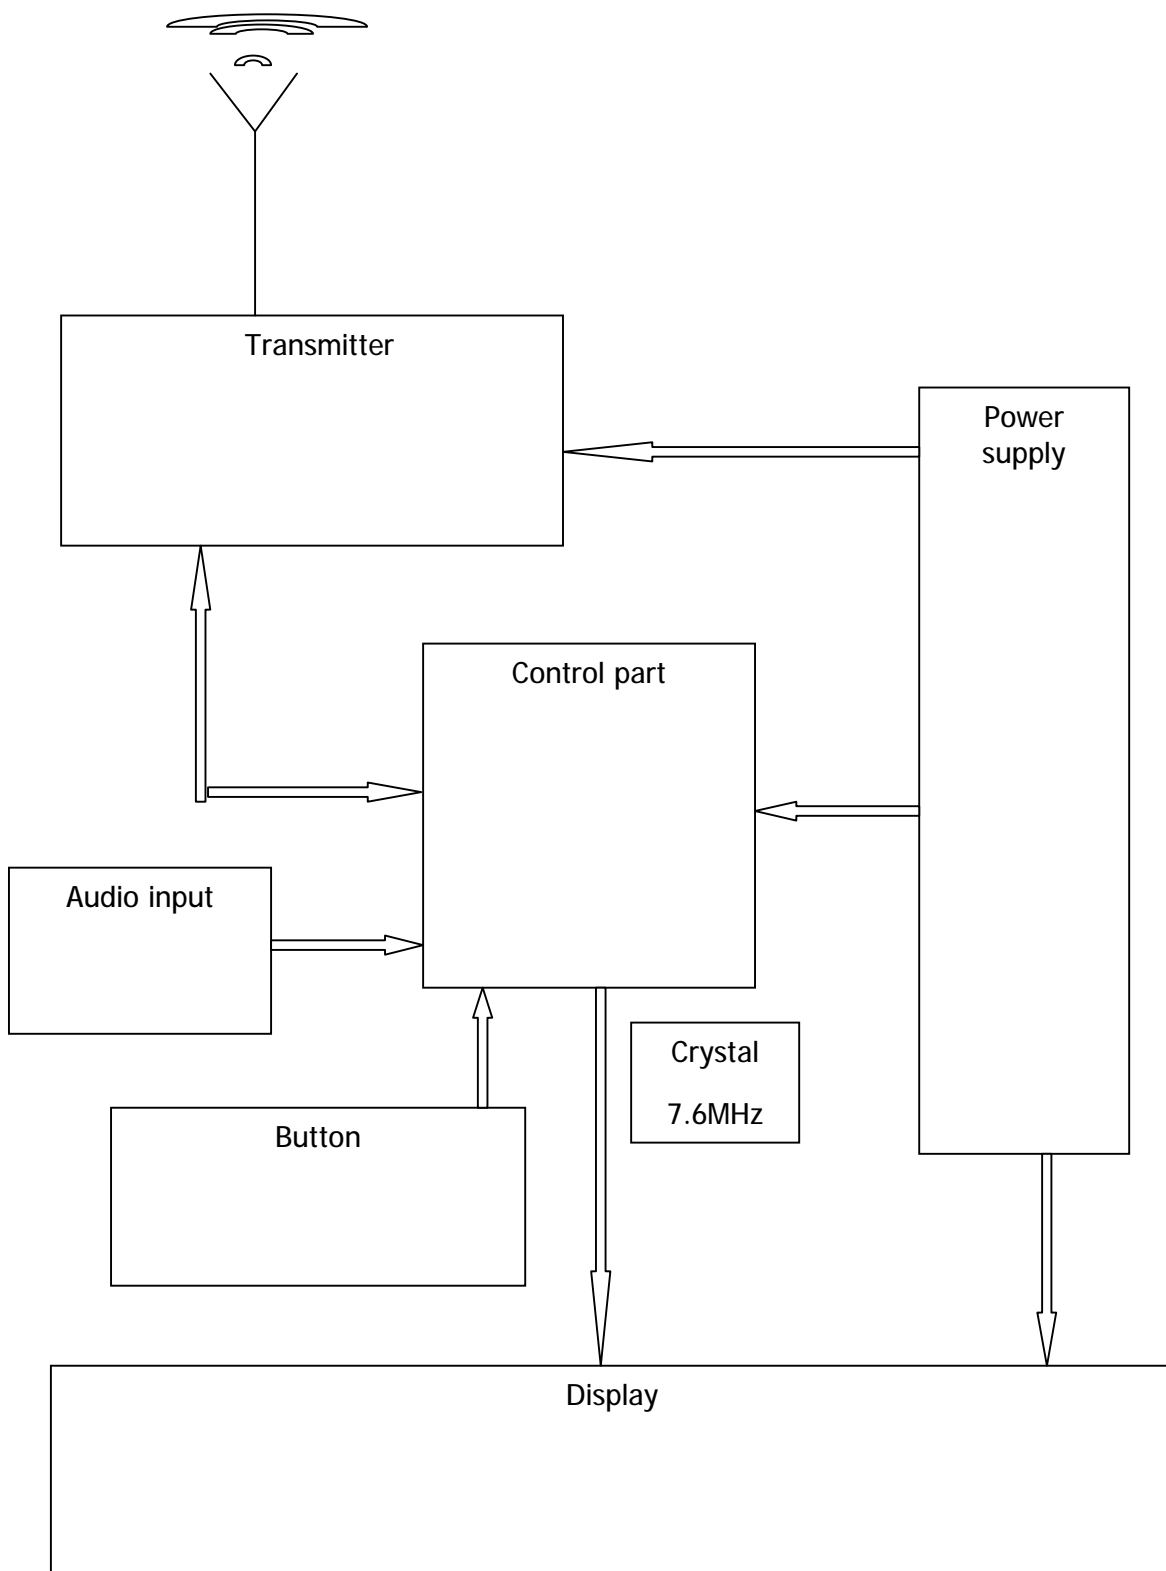 Transmitter
Power
supply
Control part
Audio input
Crystal
7.6MHz
Button
Display